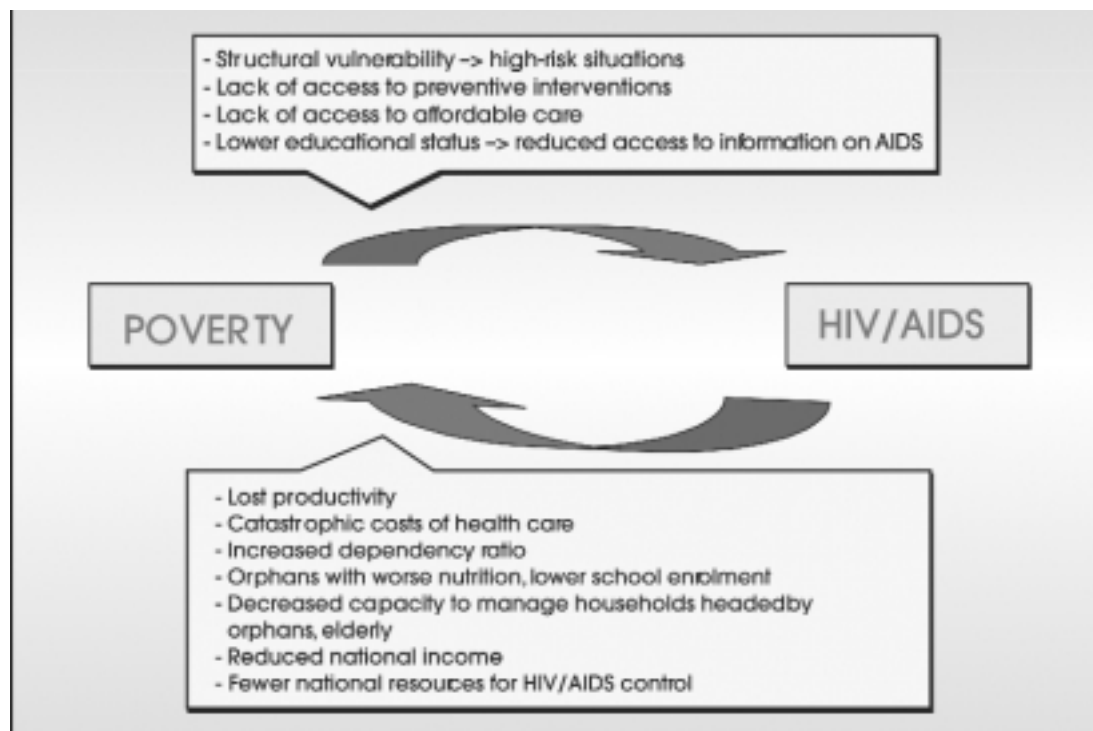 - Structural vulnerability -> high-risk situations
- Lack of access to preventive interventions
- Lack of access to affordable care
- Lower educational status -> reduced access to information on AIDS
POVERTY
HIV/AIDS
- Lost productivity
- Catastrophic costs of health care
- Increased dependency ratio
- Orphans with worse nutrition, lower school enrolment
- Decreased capacity to manage households headedby
orphans, elderly
- Reduced national income
- Fewer national resources for HIV/AIDS control